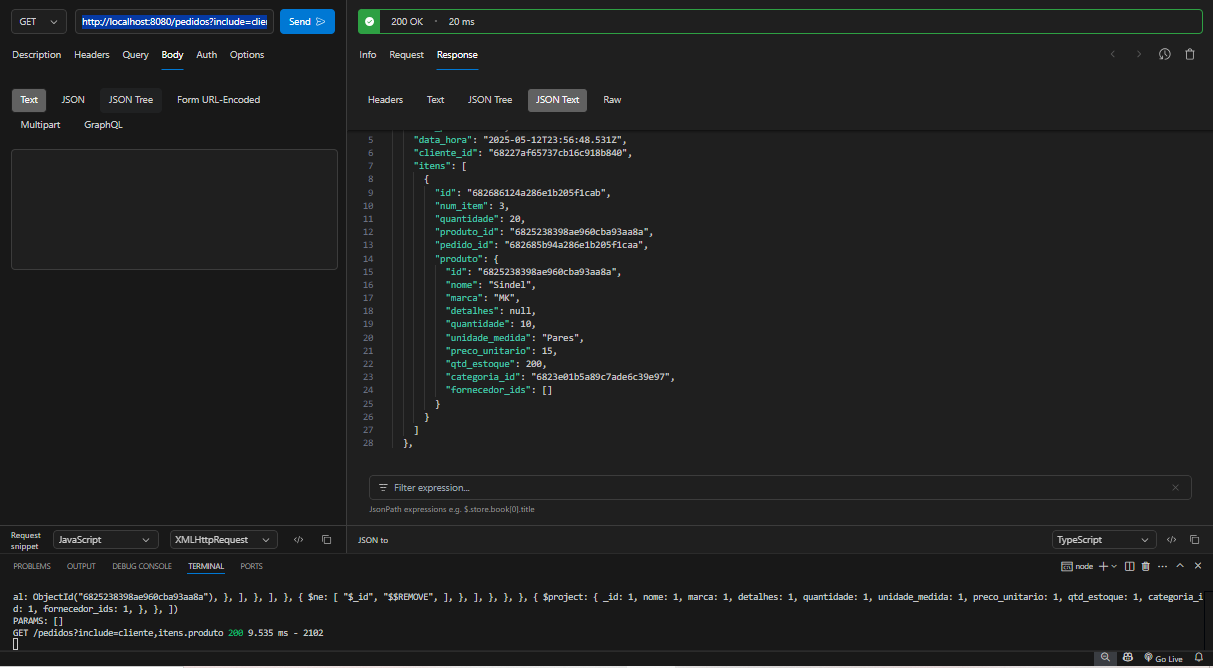 GET
http://localhost:8080/pedidos?include=clie
Send
Description Headers Query Body Auth Options
Text JSON JSON Tree Form URL-Encoded
Multipart GraphQL
200 OK · 20 ms
Info Request Response
Headers Text JSON Tree JSON Text Raw
5 "data_hora": "2025-05-12T23:56:48.531Z",
6 "cliente_id": "68227af65737cb16c918b840",
7 "itens": [
8 {
9 "id": "682686124a286e1b205f1cab",
10 "num_item": 3,
11 "quantidade": 20,
12 "produto_id": "6825238398ae960cba93aa8a",
13 "pedido_id": "682685b94a286e1b205f1caa",
14 "produto": {
15 "id": "6825238398ae960cba93aa8a",
16 "nome": "Sindel",
17 "marca": "MK",
18 "detalhes": null,
19 "quantidade": 10,
20 "unidade_medida": "Pares",
21 "preco_unitario": 15,
22 "qtd_estoque": 200,
23 "categoria_id": "6823e01b5a89c7ade6c39e97",
24 "fornecedor_ids": []
25 }
26 }
27 ]
28 },
Filter expression...
JsonPath expressions e.g. $.store.book[0].title
Request
snippet
JavaScript XMLHttpRequest
JSON to
TypeScript
PROBLEMS OUTPUT DEBUG CONSOLE TERMINAL PORTS
node
al: ObjectId("6825238398ae960cba93aa8a"), }, ], }, ], }, { $ne: [ "$_id", "$$REMOVE", ], }, ], }, }, }, { $project: { _id: 1, nome: 1, marca: 1, detalhes: 1, quantidade: 1, unidade_medida: 1, preco_unitario: 1, qtd_estoque: 1, categoria_i
d: 1, fornecedor_ids: 1, }, }, ])
PARAMS: []
GET /pedidos?include=cliente,itens.produto 200 9.535 ms - 2102
Go Live